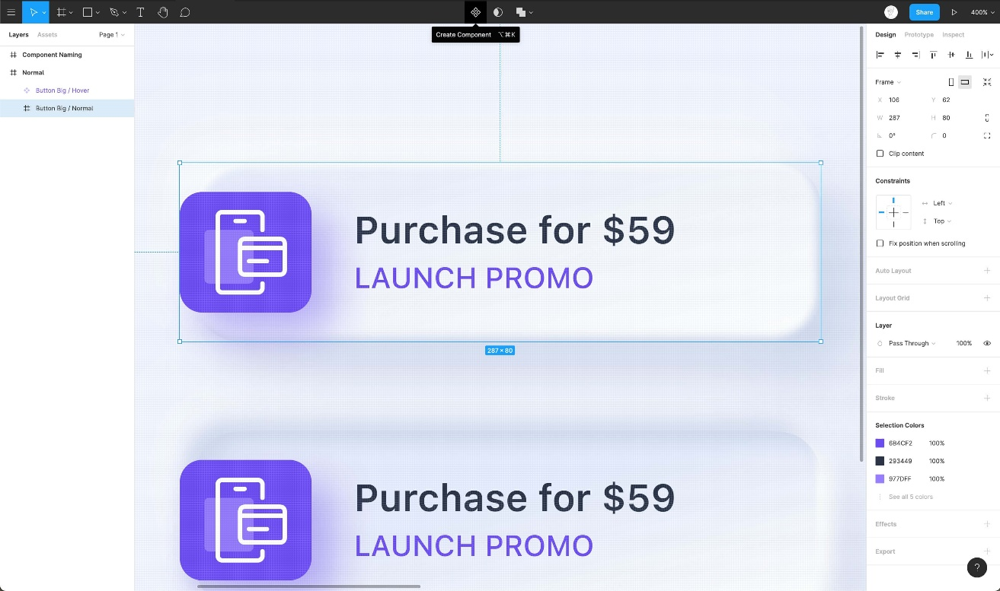 Share
400%
Layers Assets Page 1
Component Naming
Normal
Button Big / Hover
Button Big / Normal
Create Component ⌥⌘K
Purchase for $59
LAUNCH PROMO
287 × 80
Purchase for $59
LAUNCH PROMO
Design Prototype Inspect
Frame
X 106 Y 62
W 287 H 80
0° 0
Clip content
Constraints
Left
Top
Fix position when scrolling
Auto Layout
Layout Grid
Layer
Pass Through 100%
Fill
Stroke
Selection Colors
6B4CF2 100%
293449 100%
977DFF 100%
See all 5 colors
Effects
Export
?